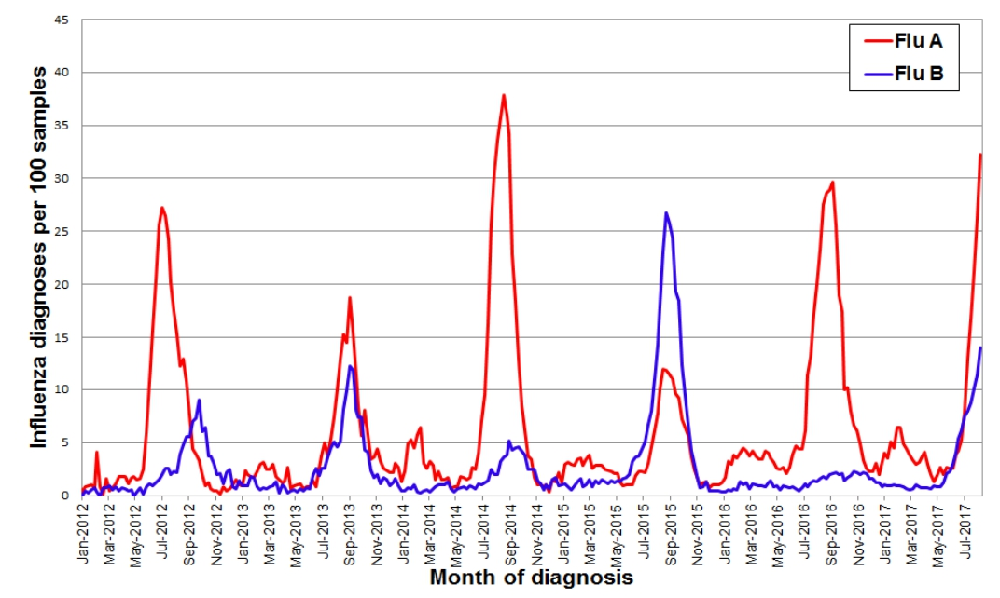 45
40
35
30
25
20
15
10
5
0
Influenza diagnoses per 100 samples
Flu A
Flu B
Jan-2012
Mar-2012
May-2012
Jul-2012
Sep-2012
Nov-2012
Jan-2013
Mar-2013
May-2013
Jul-2013
Sep-2013
Nov-2013
Jan-2014
Mar-2014
May-2014
Jul-2014
Sep-2014
Nov-2014
Jan-2015
Mar-2015
May-2015
Jul-2015
Sep-2015
Nov-2015
Jan-2016
Mar-2016
May-2016
Jul-2016
Sep-2016
Nov-2016
Jan-2017
Mar-2017
May-2017
Jul-2017
Month of diagnosis